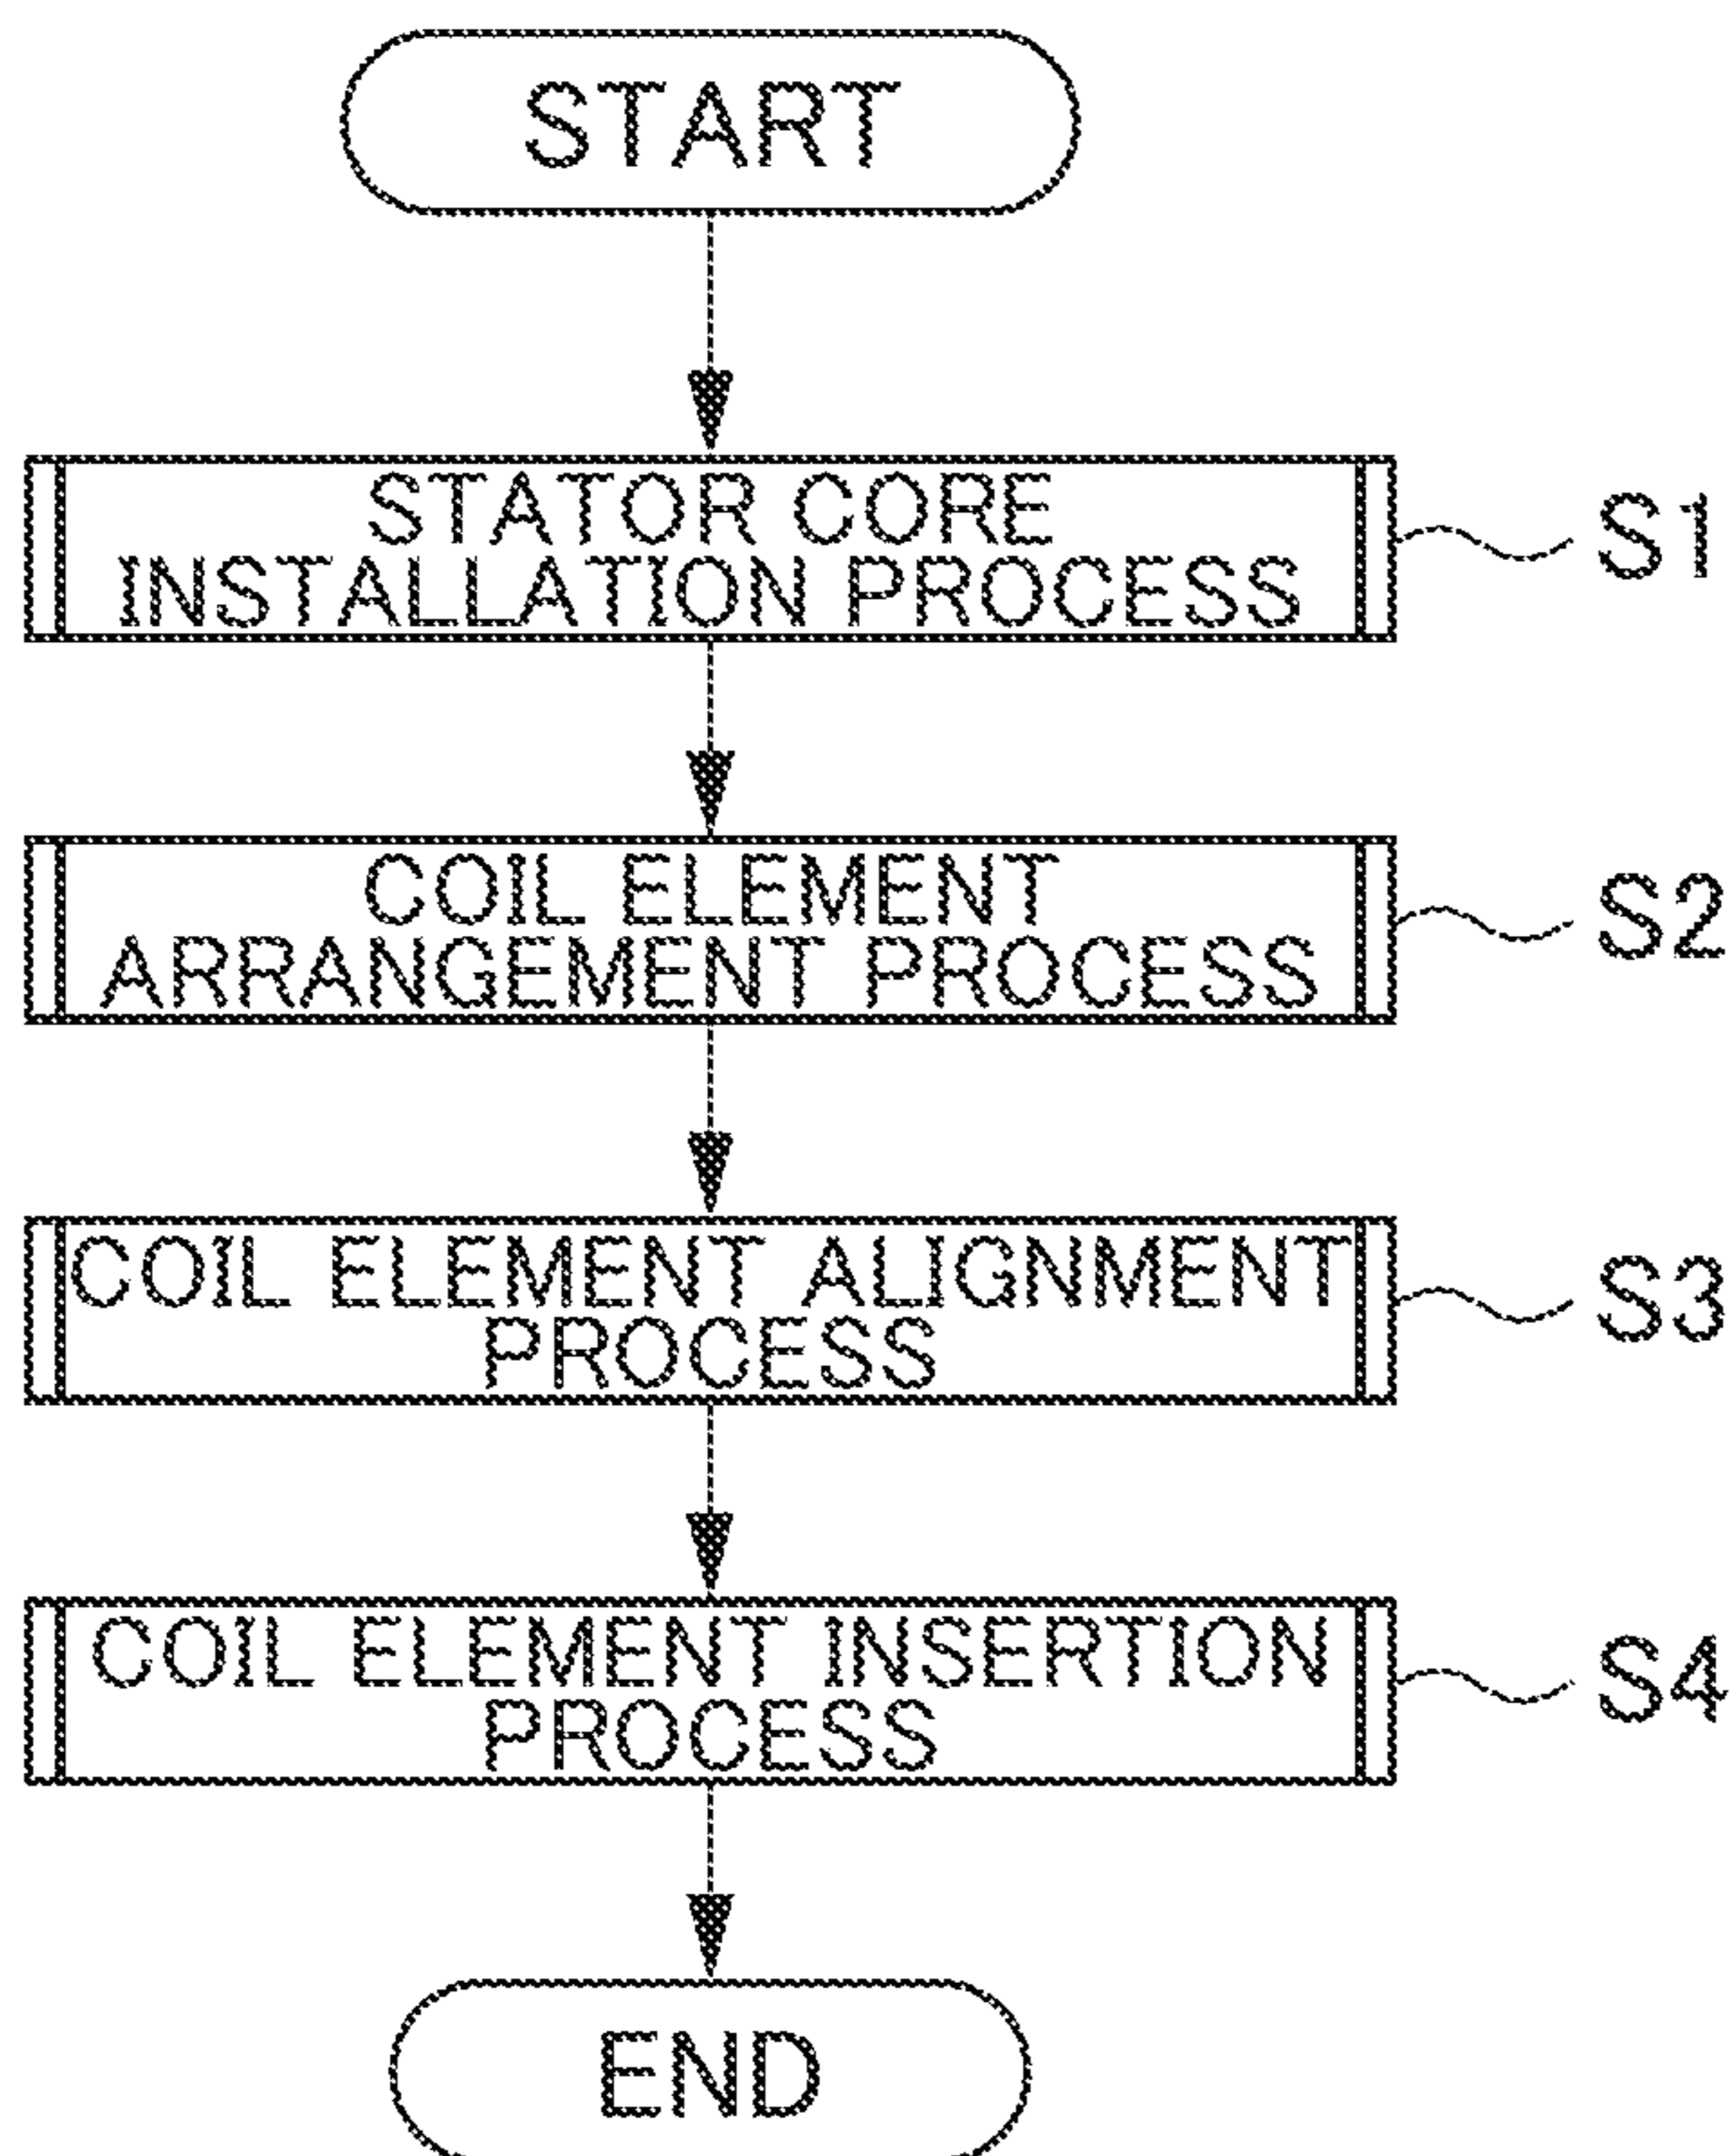 START
STATOR CORE
INSTALLATION PROCESS
S1
COIL ELEMENT
ARRANGEMENT PROCESS
S2
COIL ELEMENT ALIGNMENT
PROCESS
S3
COIL ELEMENT INSERTION
PROCESS
S4
END